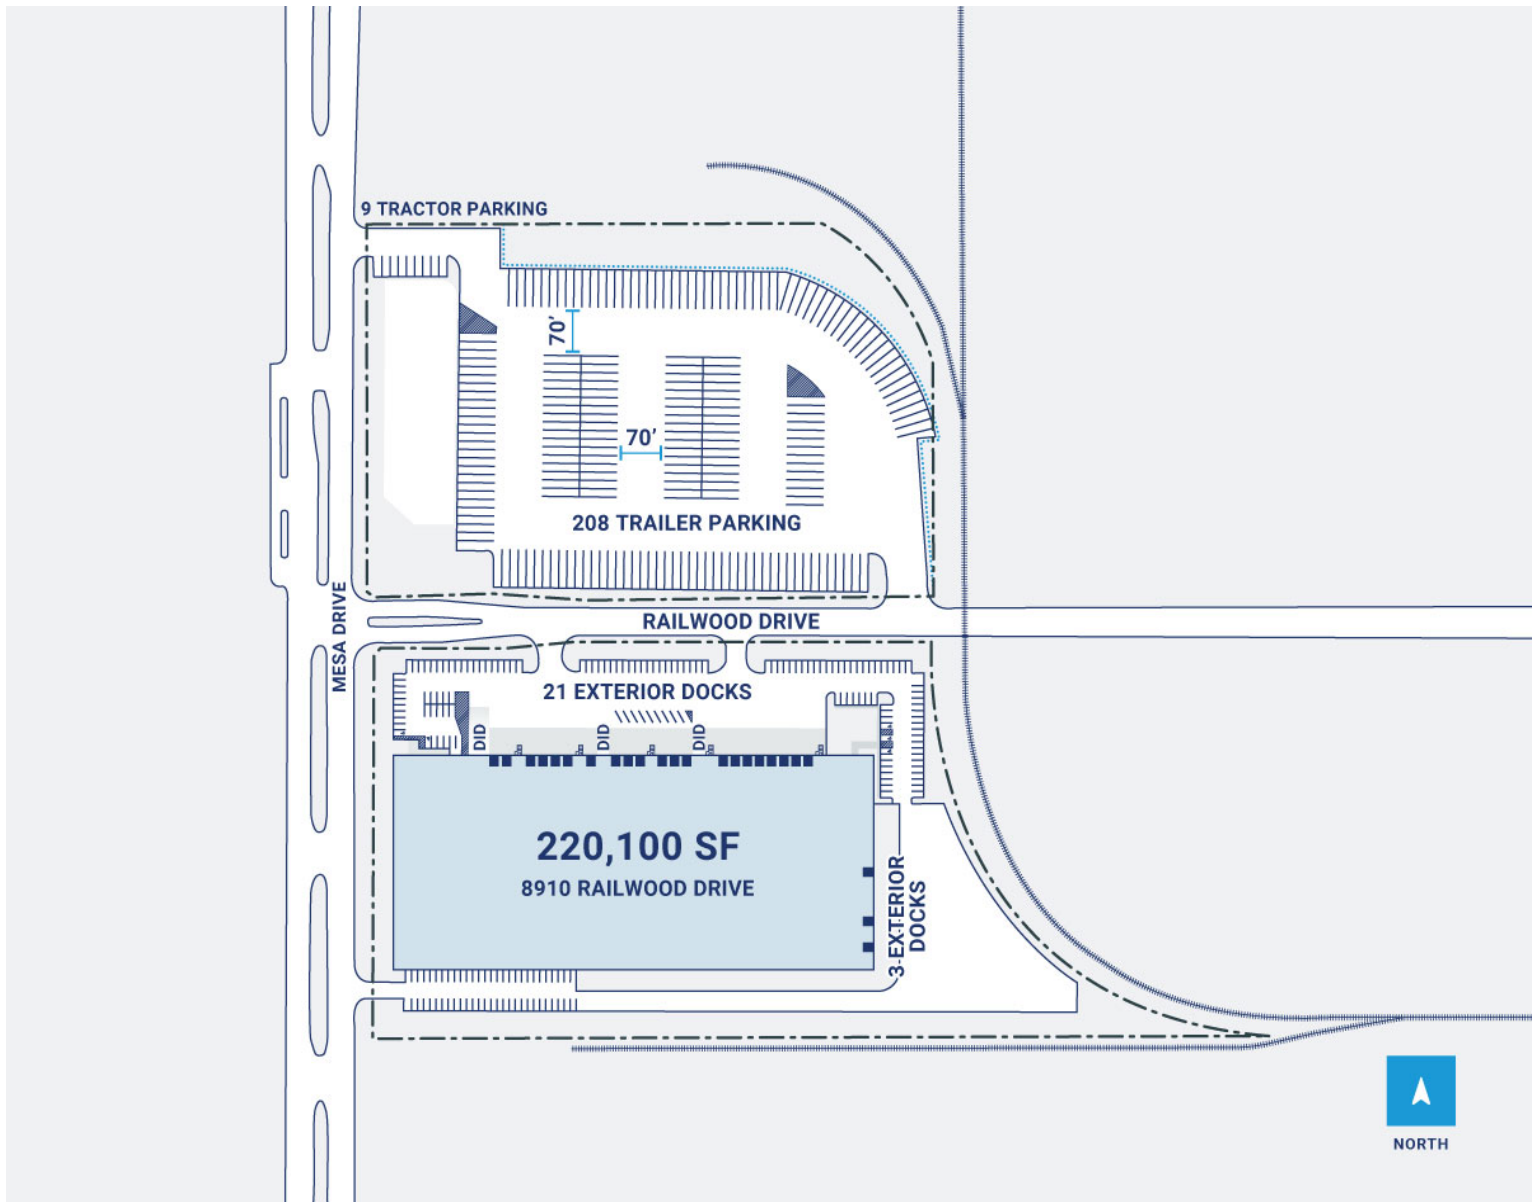 9 TRACTOR PARKING
70’
70’
208 TRAILER PARKING
MESA DRIVE
RAILWOOD DRIVE
21 EXTERIOR DOCKS
DID
DID
DID
220,100 SF
8910 RAILWOOD DRIVE
3-EXTERIOR
DOCKS
NORTH